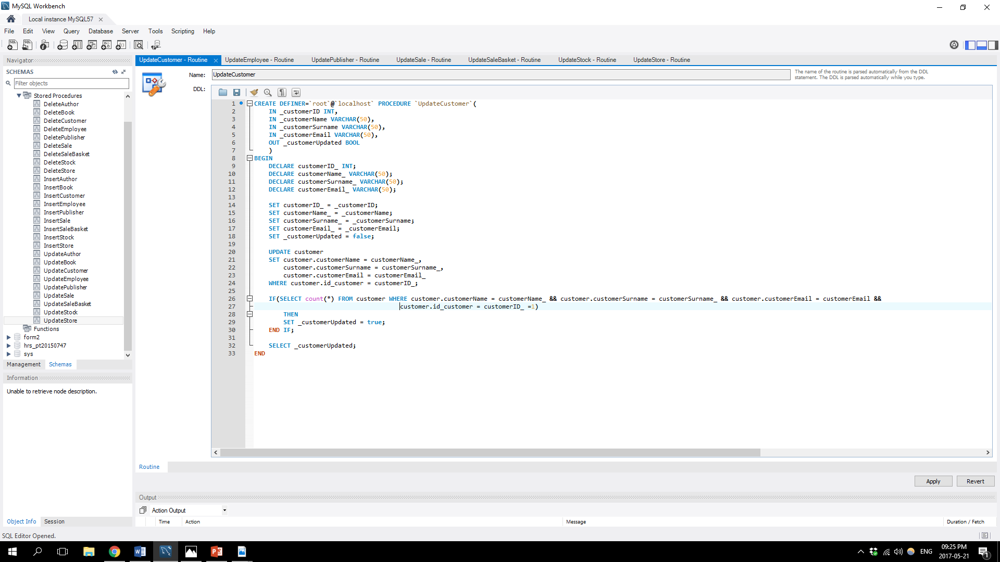 MySQL Workbench
Local instance MySQL57
File Edit View Query Database Server Tools Scripting Help
Navigator
SCHEMAS
Filter objects
Stored Procedures
DeleteAuthor
DeleteBook
DeleteCustomer
DeleteEmployee
DeletePublisher
DeleteSale
DeleteSaleBasket
DeleteStock
DeleteStore
InsertAuthor
InsertBook
InsertCustomer
InsertEmployee
InsertPublisher
InsertSale
InsertSaleBasket
InsertStock
InsertStore
UpdateAuthor
UpdateBook
UpdateCustomer
UpdateEmployee
UpdatePublisher
UpdateSale
UpdateSaleBasket
UpdateStock
UpdateStore
Functions
form2
hrs_pt20150747
sys
Management Schemas
Information
Unable to retrieve node description.
Object Info Session
UpdateCustomer - Routine UpdateEmployee - Routine UpdatePublisher - Routine UpdateSale - Routine UpdateSaleBasket - Routine UpdateStock - Routine UpdateStore - Routine
Name: UpdateCustomer
The name of the routine is parsed automatically from the DDL
statement. The DDL is parsed automatically while you type.
DDL:
1 CREATE DEFINER=`root`@`localhost` PROCEDURE `UpdateCustomer`(
2 IN _customerID INT,
3 IN _customerName VARCHAR(50),
4 IN _customerSurname VARCHAR(50),
5 IN _customerEmail VARCHAR(50),
6 OUT _customerUpdated BOOL
7 )
8 BEGIN
9 DECLARE customerID_ INT;
10 DECLARE customerName_ VARCHAR(50);
11 DECLARE customerSurname_ VARCHAR(50);
12 DECLARE customerEmail_ VARCHAR(50);
13
14 SET customerID_ = _customerID;
15 SET customerName_ = _customerName;
16 SET customerSurname_ = _customerSurname;
17 SET customerEmail_ = _customerEmail;
18 SET _customerUpdated = false;
19
20 UPDATE customer
21 SET customer.customerName = customerName_,
22 customer.customerSurname = customerSurname_,
23 customer.customerEmail = customerEmail_
24 WHERE customer.id_customer = customerID_;
25
26 IF(SELECT count(*) FROM customer WHERE customer.customerName = customerName_ && customer.customerSurname = customerSurname_ && customer.customerEmail = customerEmail &&
27 customer.id_customer = customerID_ =1)
28 THEN
29 SET _customerUpdated = true;
30 END IF;
31
32 SELECT _customerUpdated;
33 END
Routine
Apply Revert
Output
Action Output
Time Action Message Duration / Fetch
SQL Editor Opened.
ENG
09:25 PM
2017-05-21
1